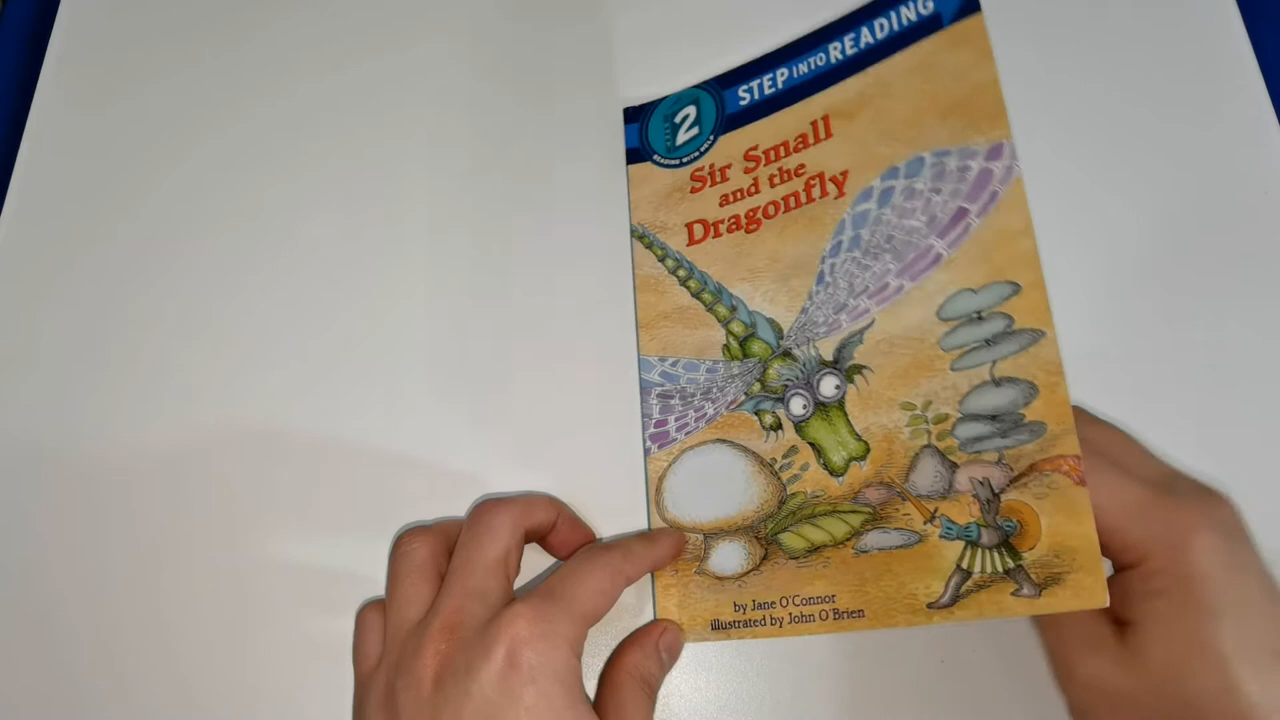 STEP INTO READING
2
READING WITH HELP
Sir Small
and the
Dragonfly
by Jane O'Connor
illustrated by John O'Brien